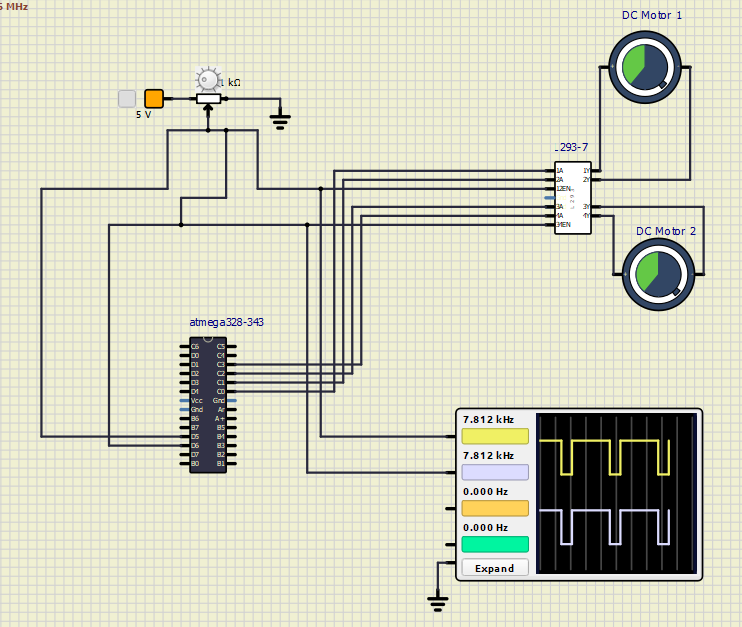 6 MHz
DC Motor 1
1 kΩ
5 V
L293-7
1A 1Y
2A 2Y
12EN
3A 3Y
4A 4Y
34EN
DC Motor 2
atmega328-343
C6 C5
D0 C4
D1 C3
D2 C2
D3 C1
D4 C0
Vcc Gnd
Gnd Ar
B6 A+
B7 B5
D5 B4
D6 B3
D7 B2
B0 B1
7.812 kHz
7.812 kHz
0.000 Hz
0.000 Hz
Expand